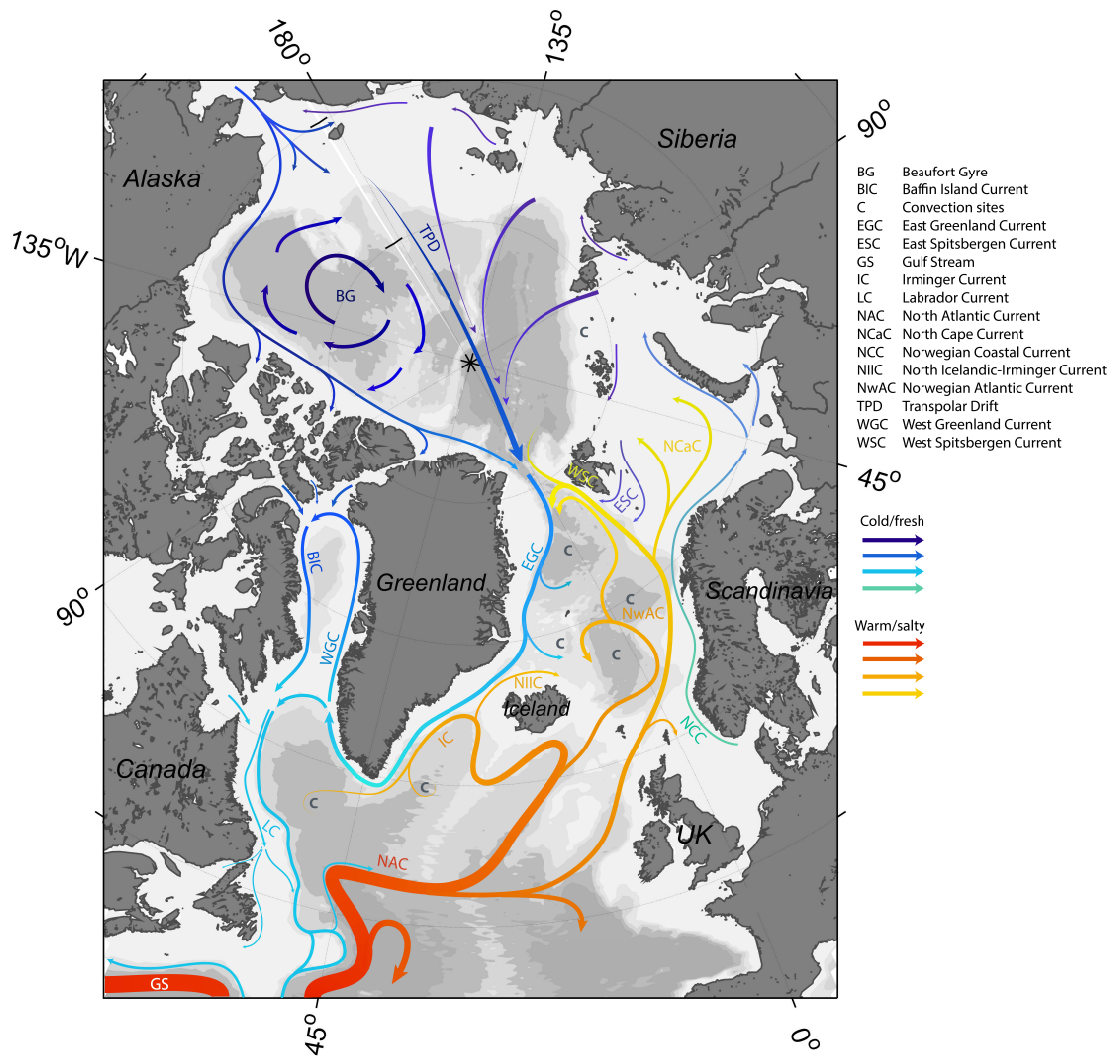 180°
135°
90°
Siberia
Alaska
135°W
TPD
BG
C
BG Beaufort Gyre
BIC Baffin Island Current
C Convection sites
EGC East Greenland Current
ESC East Spitsbergen Current
GS Gulf Stream
IC Irminger Current
LC Labrador Current
NAC North Atlantic Current
NCaC North Cape Current
NCC Norwegian Coastal Current
NIIC North Icelandic-Irminger Current
NwAC Norwegian Atlantic Current
TPD Transpolar Drift
WGC West Greenland Current
WSC West Spitsbergen Current
NCaC
WSC
ESC
45°
Cold/fresh
BIC
EGC
C
Greenland
90°
C
NwAC
Scandinavia
Warm/salty
WGC
C
C
NIIC
Iceland
NCC
IC
Canada
C
C
LC
UK
NAC
GS
45°
0°